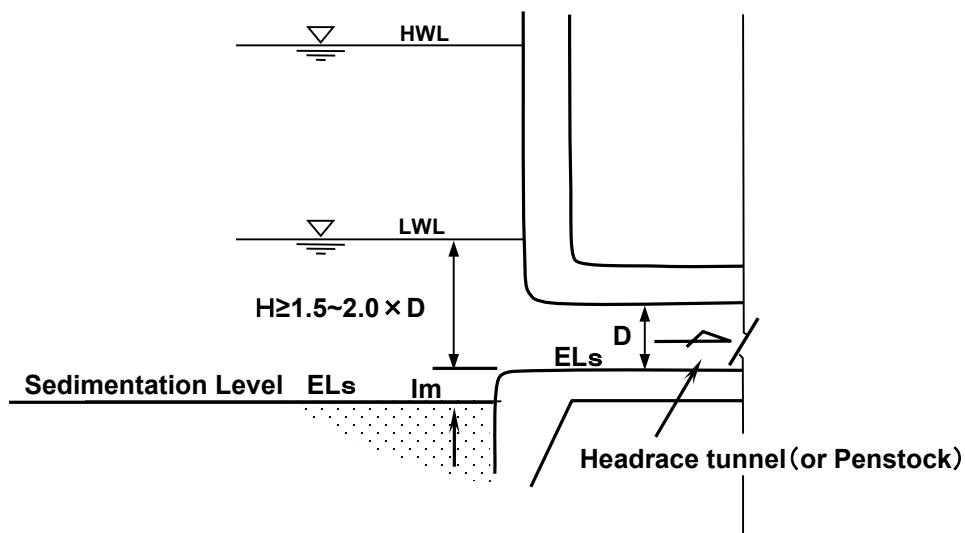 HWL
LWL
H≥1.5~2.0×D
D
ELs
Sedimentation Level ELs Im
Headrace tunnel(or Penstock)